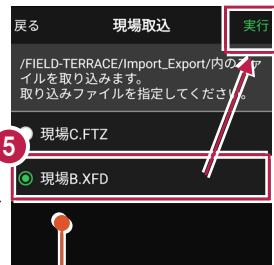 戻る 現場取込 実行
/FIELD-TERRACE/Import_Export/内のファ
イルを取り込みます。
取り込みファイルを指定してください。
現場C.FTZ
5
現場B.XFD